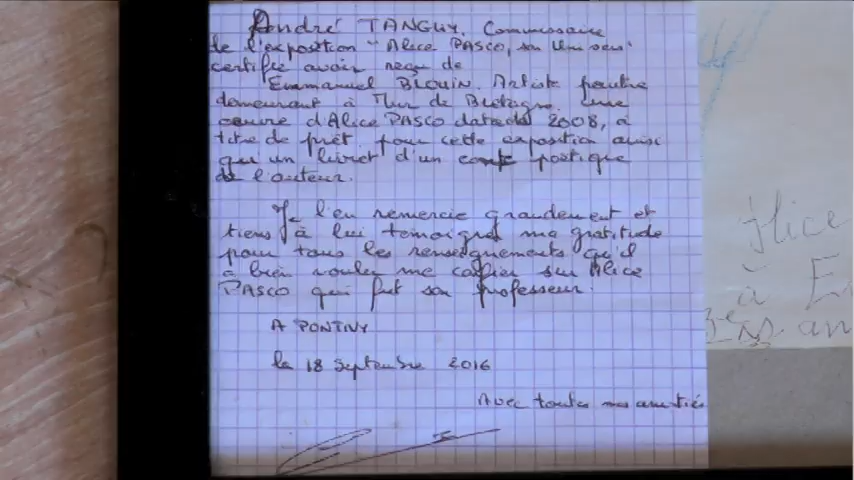 André TANGUY, Commissaire
de l'exposition "Alice PASCO, son Univers"
certifie avoir reçu de
Emmanuel BLOUIN. Artiste peintre
demeurant à Mur de Bretagne, une
œuvre d'Alice PASCO datée de 2008, à
titre de prêt pour cette exposition ainsi
qu'un livret d'un conte poétique
de l'auteur.
Je l'en remercie grandement et
tiens à lui témoigner ma gratitude
pour tous les renseignements qu'il
a bien voulu me confier sur Alice
PASCO qui fut son professeur.
A PONTIVY
le 18 Septembre 2016
Avec toutes mes amitiés
Alice
à